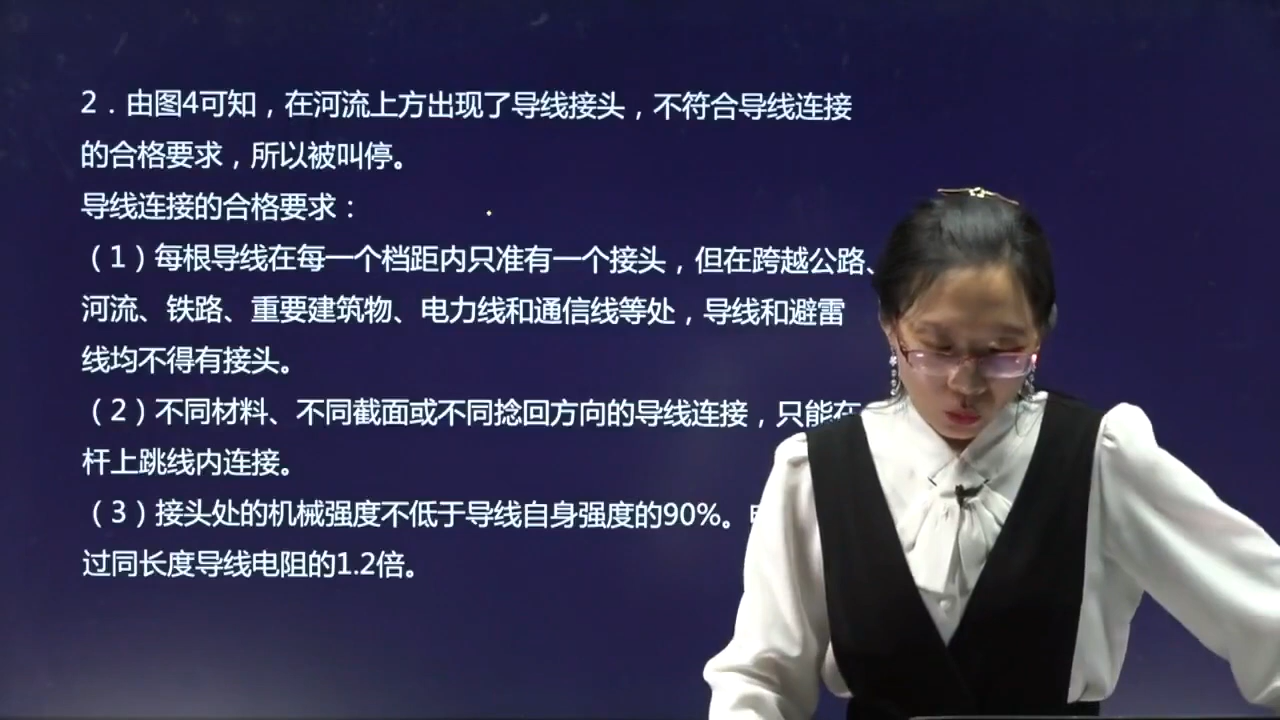 2．由图4可知，在河流上方出现了导线接头，不符合导线连接
的合格要求，所以被叫停。
导线连接的合格要求：
（1）每根导线在每一个档距内只准有一个接头，但在跨越公路、
河流、铁路、重要建筑物、电力线和通信线等处，导线和避雷
线均不得有接头。
（2）不同材料、不同截面或不同捻回方向的导线连接，只能在
杆上跳线内连接。
（3）接头处的机械强度不低于导线自身强度的90%。
过同长度导线电阻的1.2倍。